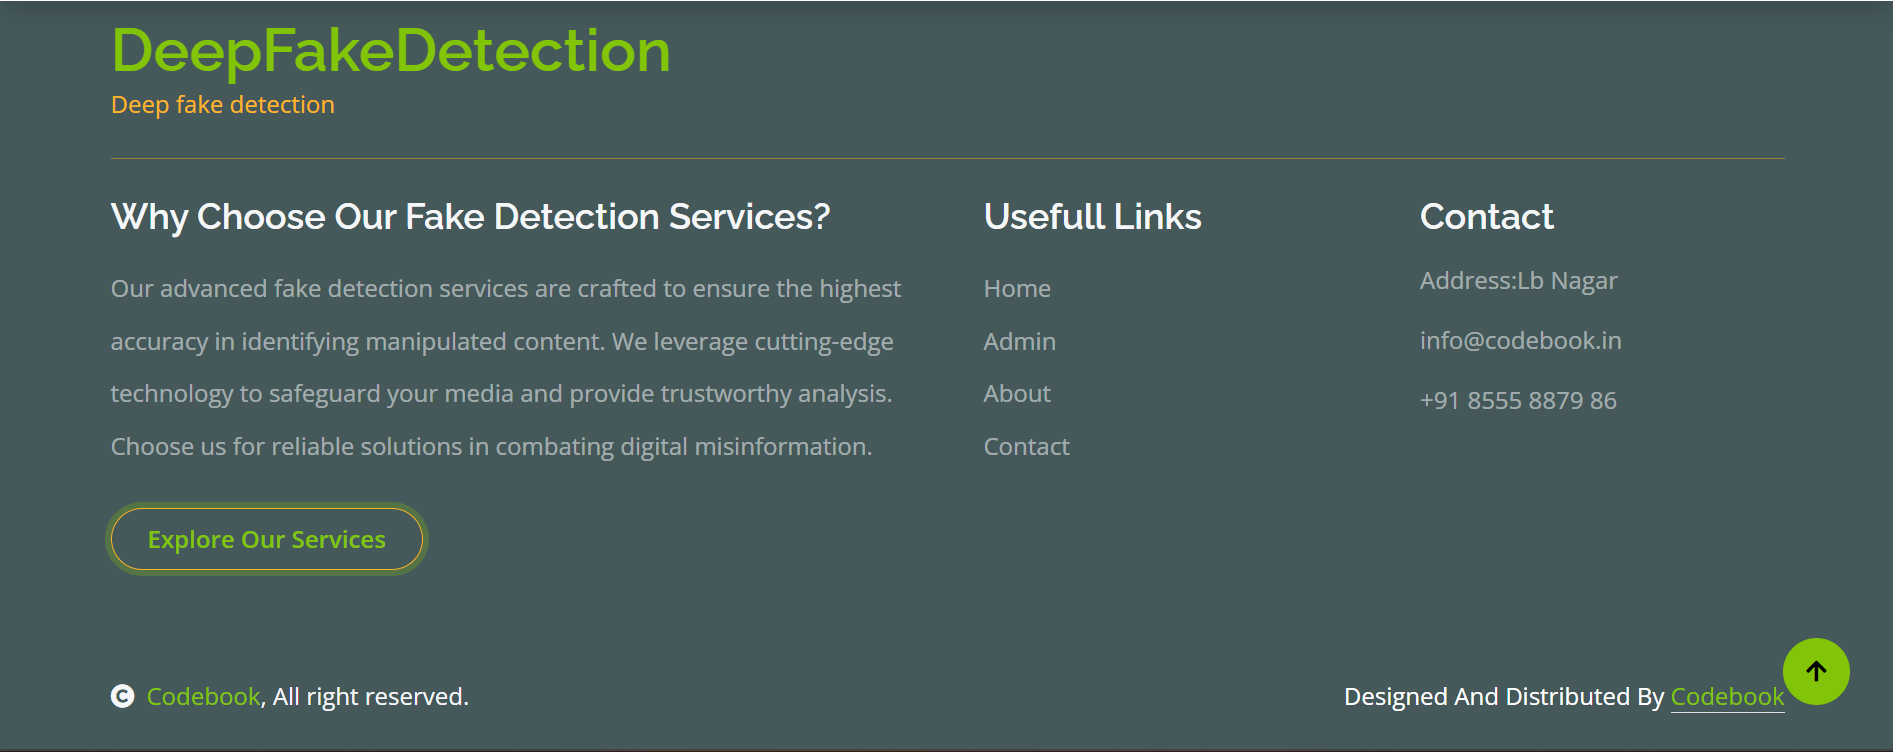 DeepFakeDetection
Deep fake detection
Why Choose Our Fake Detection Services?
Our advanced fake detection services are crafted to ensure the highest
accuracy in identifying manipulated content. We leverage cutting-edge
technology to safeguard your media and provide trustworthy analysis.
Choose us for reliable solutions in combating digital misinformation.
Explore Our Services
Usefull Links
Home
Admin
About
Contact
Contact
Address:Lb Nagar
info@codebook.in
+91 8555 8879 86
© Codebook, All right reserved.
Designed And Distributed By Codebook